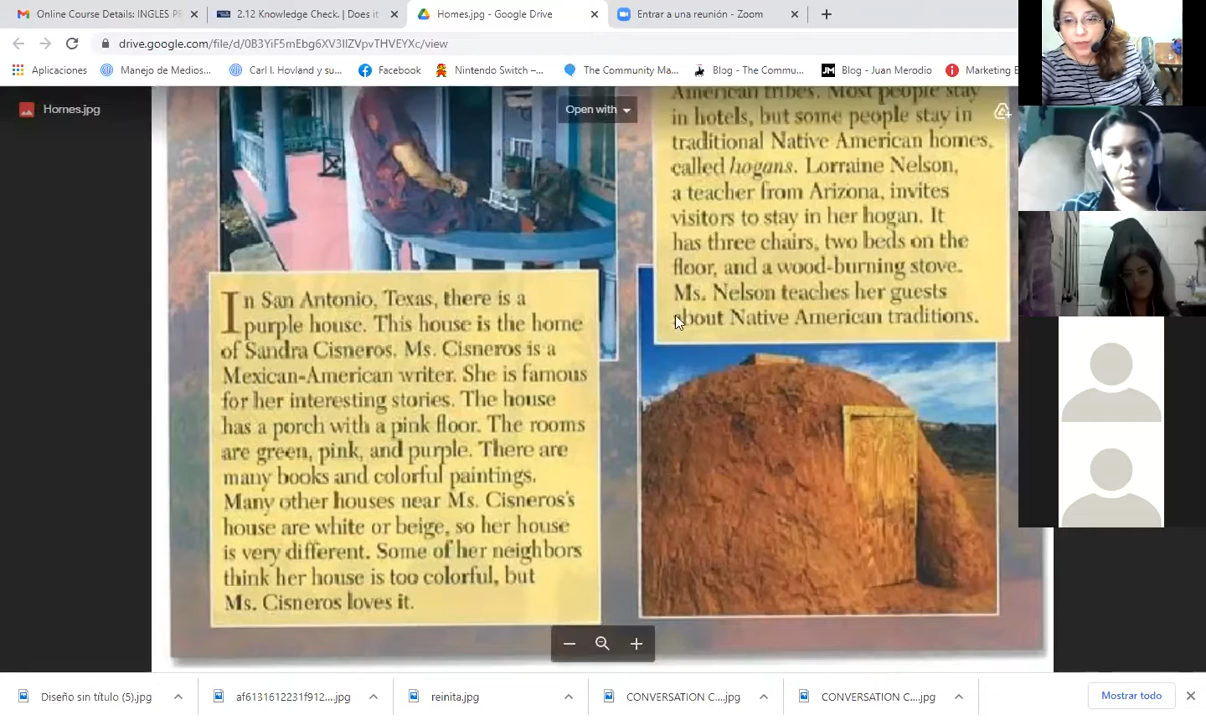 Online Course Details: INGLES PR
2.12 Knowledge Check. | Does it
Homes.jpg - Google Drive
Entrar a una reunión - Zoom
drive.google.com/file/d/0B3YiF5mEbg6XV3IlZVpvTHVEYXc/view
Aplicaciones
Manejo de Medios...
Carl I. Hovland y su...
Facebook
Nintendo Switch –...
The Community Ma...
Blog - The Commu...
JM Blog - Juan Merodio
Marketing E
Homes.jpg
Open with
American tribes. Most people stay
in hotels, but some people stay in
traditional Native American homes,
called hogans. Lorraine Nelson,
a teacher from Arizona, invites
visitors to stay in her hogan. It
has three chairs, two beds on the
floor, and a wood-burning stove.
Ms. Nelson teaches her guests
about Native American traditions.
In San Antonio, Texas, there is a
purple house. This house is the home
of Sandra Cisneros. Ms. Cisneros is a
Mexican-American writer. She is famous
for her interesting stories. The house
has a porch with a pink floor. The rooms
are green, pink, and purple. There are
many books and colorful paintings.
Many other houses near Ms. Cisneros's
house are white or beige, so her house
is very different. Some of her neighbors
think her house is too colorful, but
Ms. Cisneros loves it.
Diseño sin título (5).jpg
af6131612231f912....jpg
reinita.jpg
CONVERSATION C....jpg
CONVERSATION C....jpg
Mostrar todo